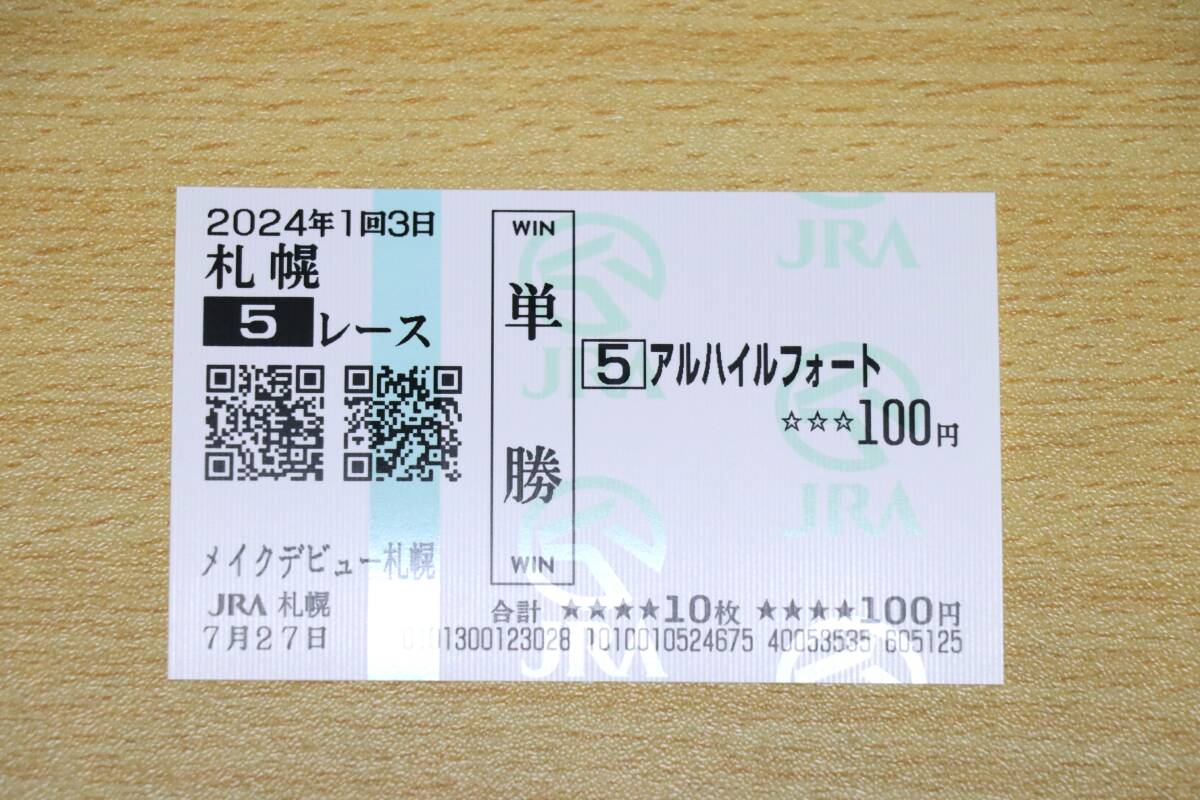 2024年1回3日
札幌
5レース
メイクデビュー札幌
JRA 札幌
7月27日
WIN
単勝
WIN
5アルハイルフォート
☆☆☆100円
合計 ★★★★10枚 ★★★★100円
1300123028 1010010524675 40053535 605125
JRA
JRA
JRA
JRA